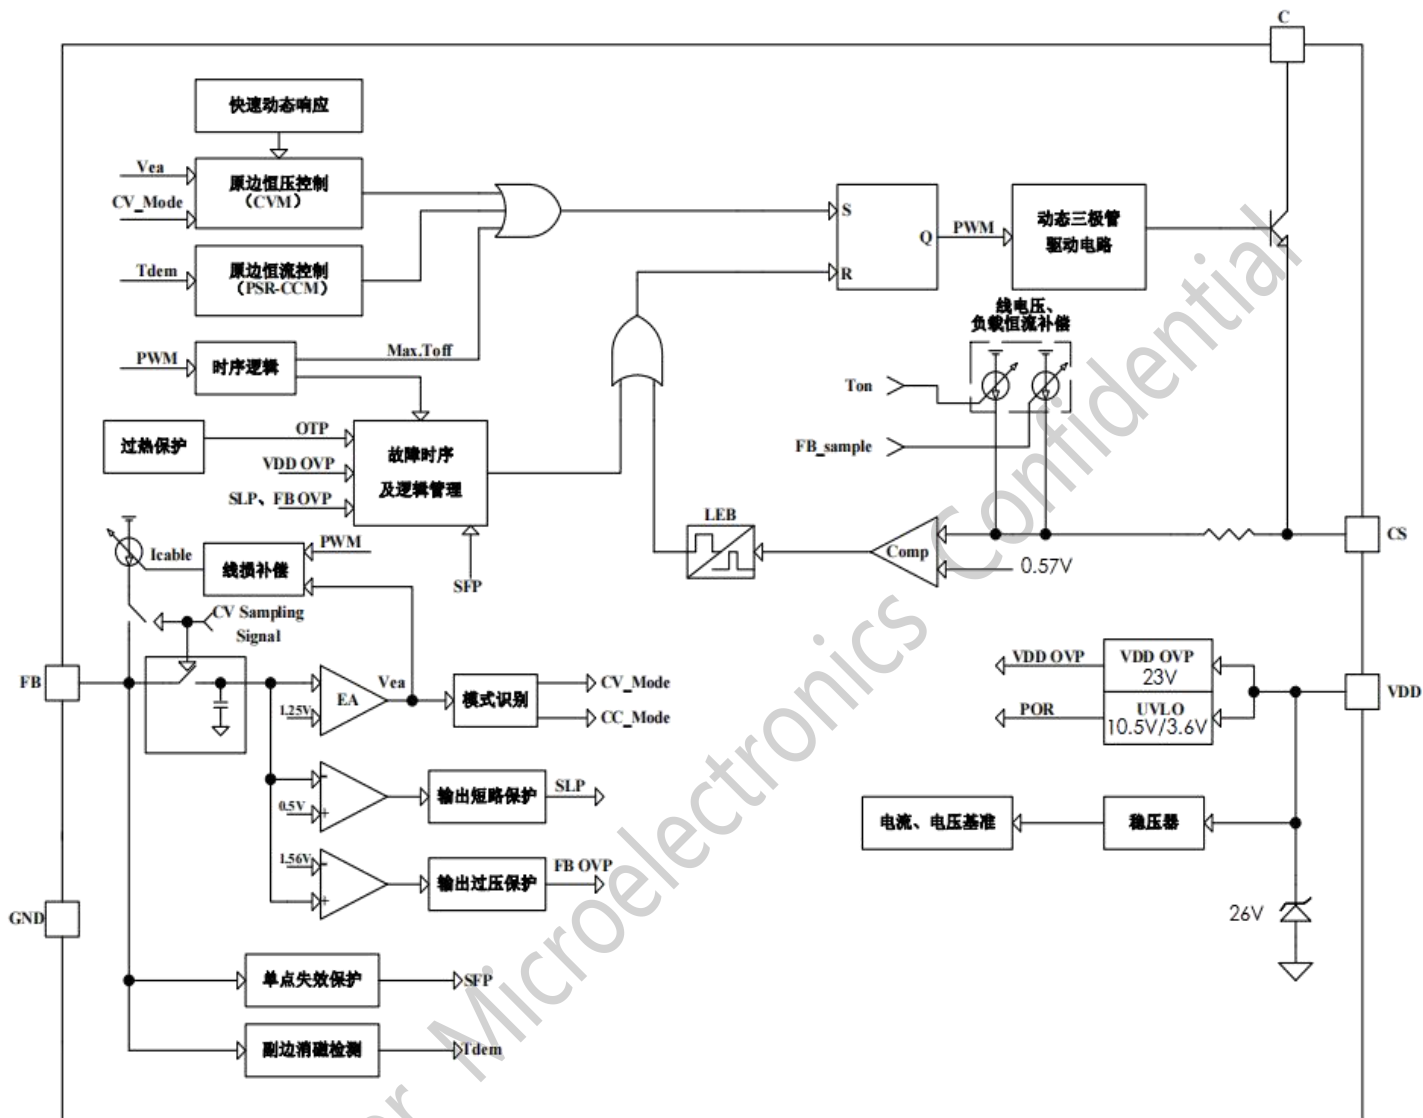 C
快速动态响应
Vea
CV_Mode
原边恒压控制
（CVM）
Tdem
原边恒流控制
（PSR-CCM）
S
R
Q
PWM
动态三极管
驱动电路
PWM
时序逻辑
Max.Toff
线电压、
负载恒流补偿
Ton
FB_sample
过热保护
OTP
VDD OVP
SLP、FB OVP
故障时序
及逻辑管理
SFP
LEB
Comp
0.57V
CS
Icable
线损补偿
PWM
CV Sampling
Signal
FB
1.25V
EA
Vea
模式识别
CV_Mode
CC_Mode
VDD OVP
POR
VDD OVP
23V
UVLO
10.5V/3.6V
VDD
0.5V
-
+
输出短路保护
SLP
1.56V
-
+
输出过压保护
FB OVP
电流、电压基准
稳压器
26V
GND
单点失效保护
SFP
副边消磁检测
Tdem
er Microelectronics Confidential